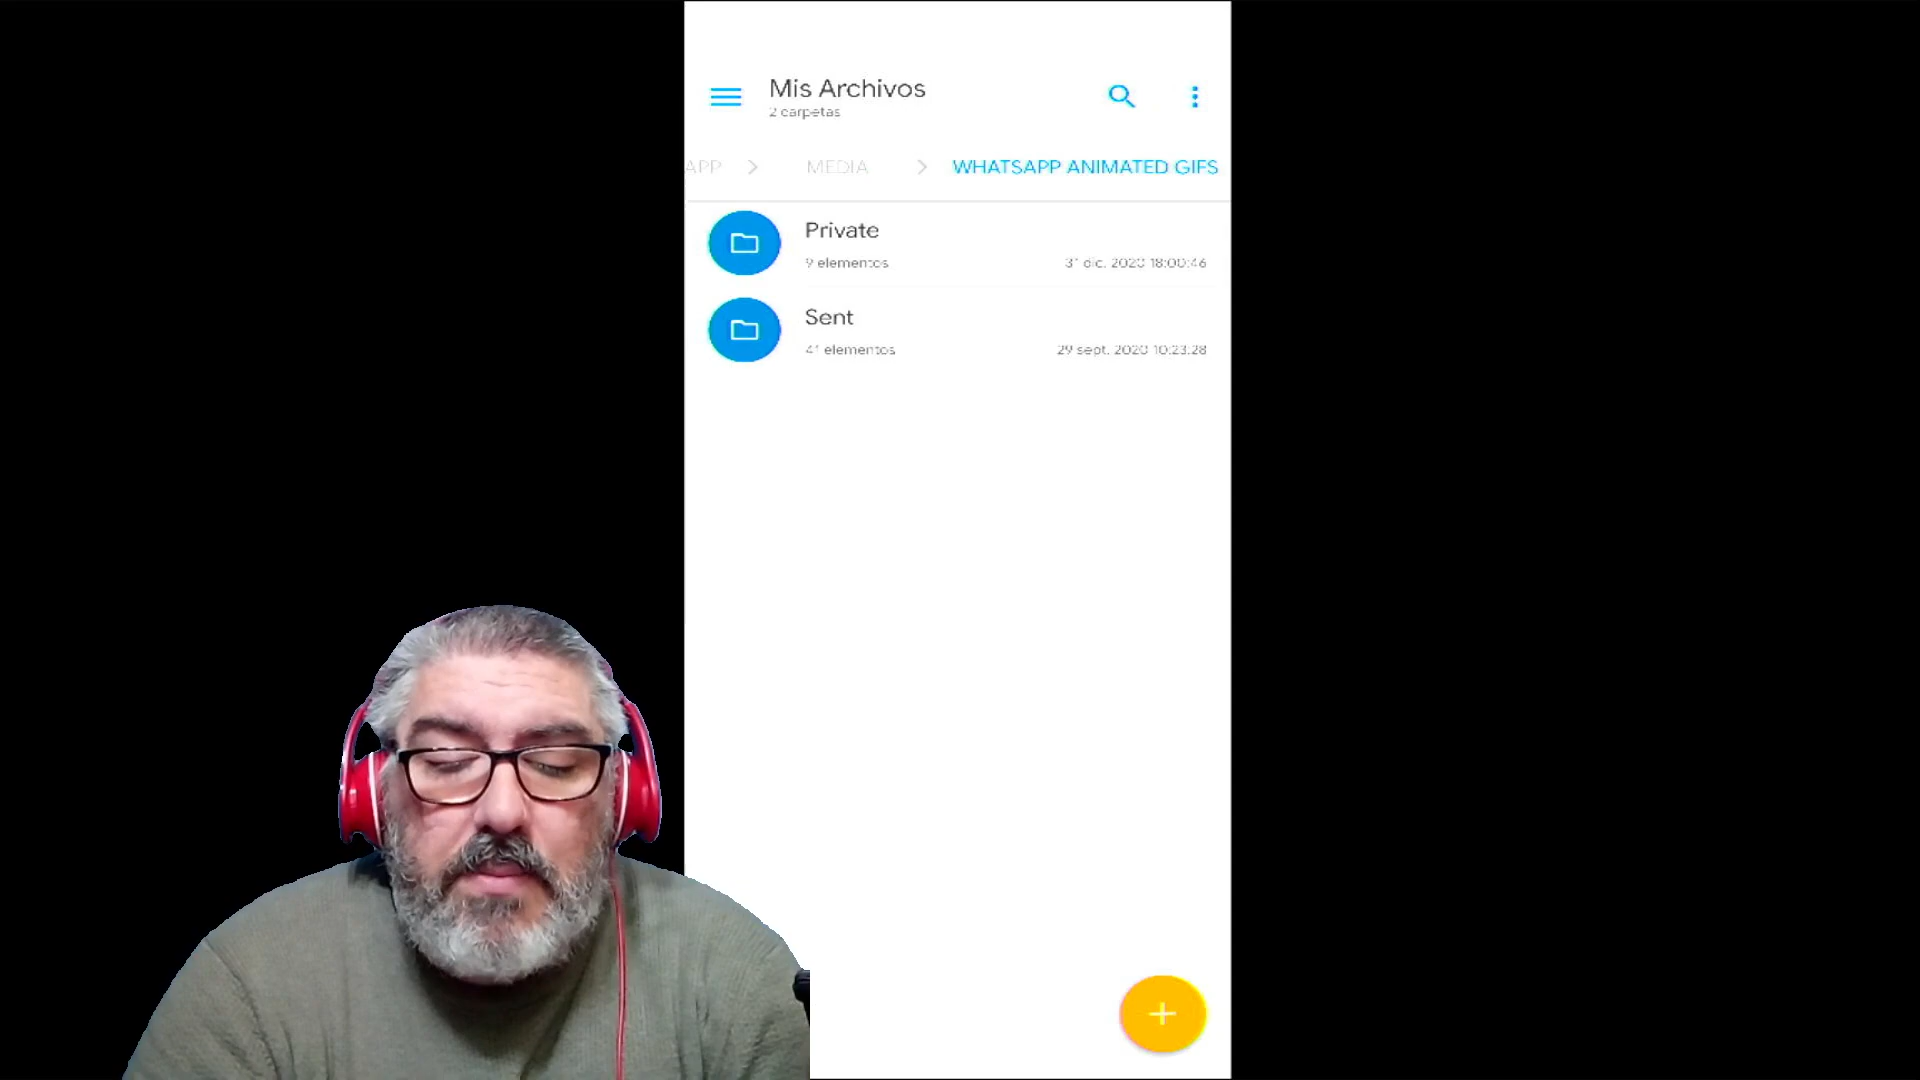 Mis Archivos
2 carpetas
APP > MEDIA > WHATSAPP ANIMATED GIFS
Private
9 elementos 31 dic. 2020 18:00:46
Sent
41 elementos 29 sept. 2020 10:23:28